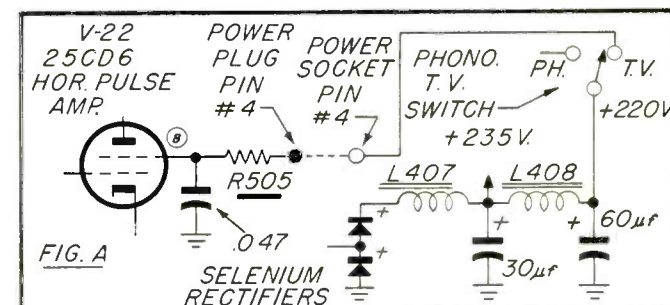 V-22
25CD6
HOR. PULSE
AMP.
POWER
PLUG
PIN
#4
POWER
SOCKET
PIN
#4
PHONO.
T.V.
SWITCH
+235V.
PH.
T.V.
+220V
8
R505
L407
L408
+
+
+
+
60µf
30µf
.047
FIG. A
SELENIUM
RECTIFIERS